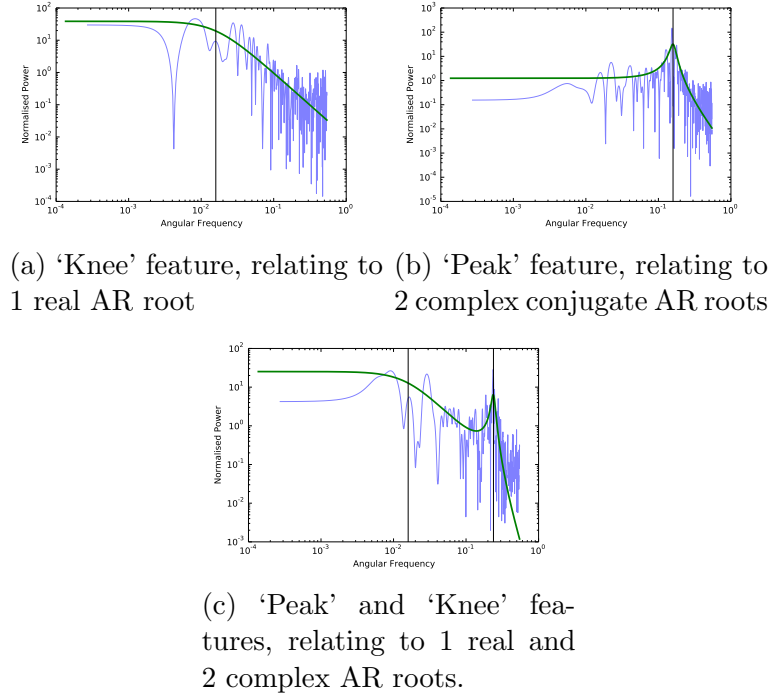 10^2
10^1
10^0
10^-1
10^-2
10^-3
10^-4
Normalised Power
10^-4 10^-3 10^-2 10^-1 10^0
Angular Frequency
10^3
10^2
10^1
10^0
10^-1
10^-2
10^-3
10^-4
10^-5
Normalised Power
10^-4 10^-3 10^-2 10^-1 10^0
Angular Frequency
(a) ‘Knee’ feature, relating to
1 real AR root
(b) ‘Peak’ feature, relating to
2 complex conjugate AR roots
10^2
10^1
10^0
10^-1
10^-2
10^-3
Normalised Power
10^-4 10^-3 10^-2 10^-1 10^0
Angular Frequency
(c) ‘Peak’ and ‘Knee’ fea-
tures, relating to 1 real and
2 complex AR roots.